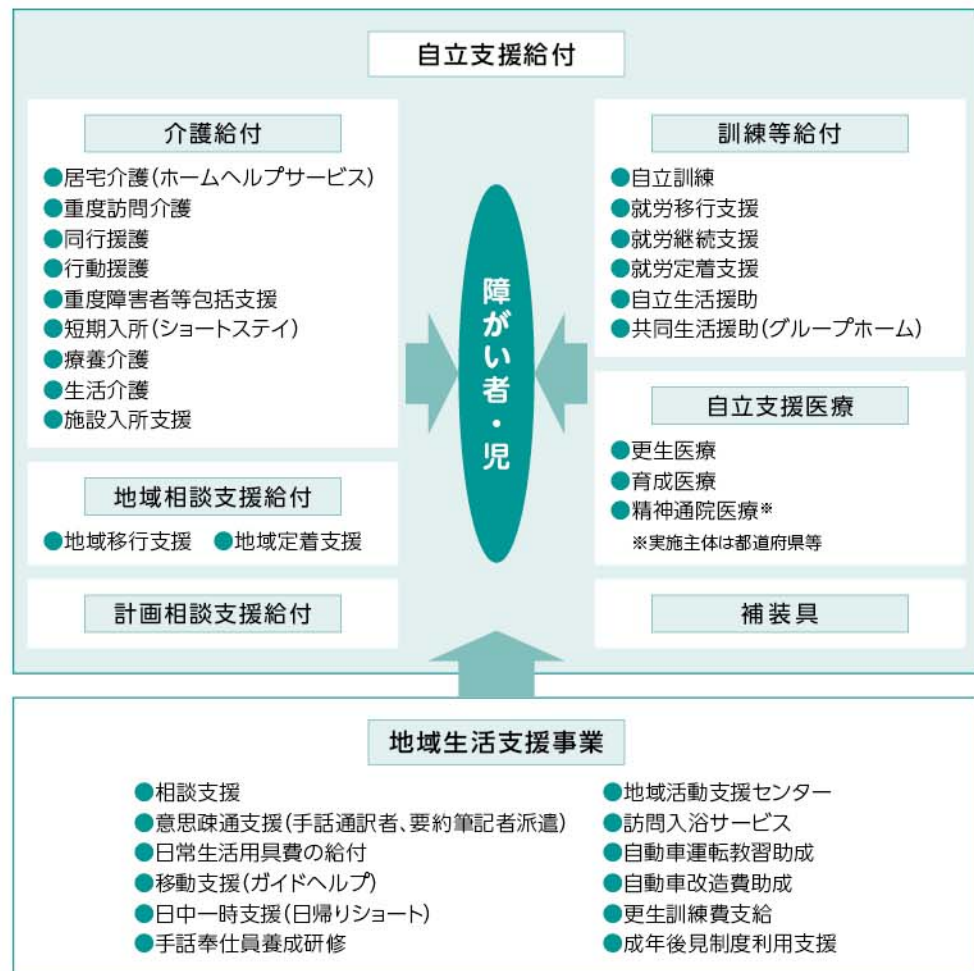 自立支援給付
介護給付
●居宅介護(ホームヘルプサービス)
●重度訪問介護
●同行援護
●行動援護
●重度障害者等包括支援
●短期入所(ショートステイ)
●療養介護
●生活介護
●施設入所支援
地域相談支援給付
●地域移行支援 ●地域定着支援
計画相談支援給付
障がい者・児
訓練等給付
●自立訓練
●就労移行支援
●就労継続支援
●就労定着支援
●自立生活援助
●共同生活援助(グループホーム)
自立支援医療
●更生医療
●育成医療
●精神通院医療※
※実施主体は都道府県等
補装具
地域生活支援事業
●相談支援
●意思疎通支援(手話通訳者、要約筆記者派遣)
●日常生活用具費の給付
●移動支援(ガイドヘルプ)
●日中一時支援(日帰りショート)
●手話奉仕員養成研修
●地域活動支援センター
●訪問入浴サービス
●自動車運転教習助成
●自動車改造費助成
●更生訓練費支給
●成年後見制度利用支援